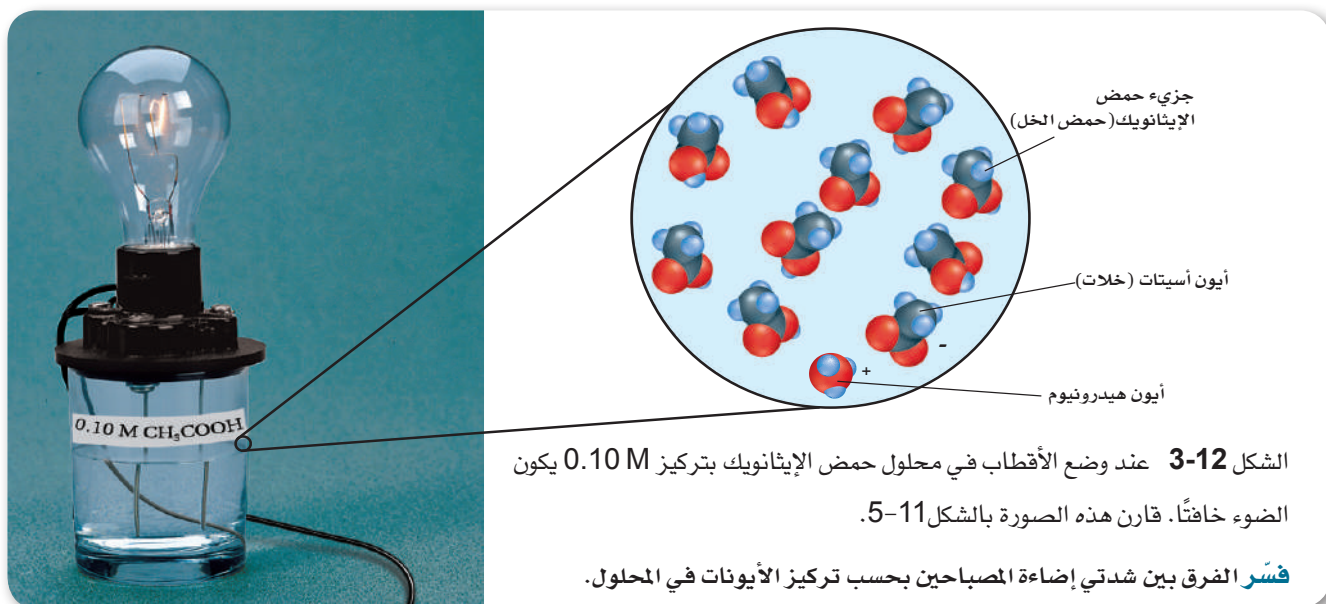 0.10 M CH₃COOH
جزيء حمض
الإيثانويك (حمض الخل)
أيون أسيتات (خلات)
-
+
أيون هيدرونيوم
الشكل 12-3 عند وضع الأقطاب في محلول حمض الإيثانويك بتركيز 0.10 M يكون
الضوء خافتًا. قارن هذه الصورة بالشكل 11-5.
فسّر الفرق بين شدتي إضاءة المصباحين بحسب تركيز الأيونات في المحلول.